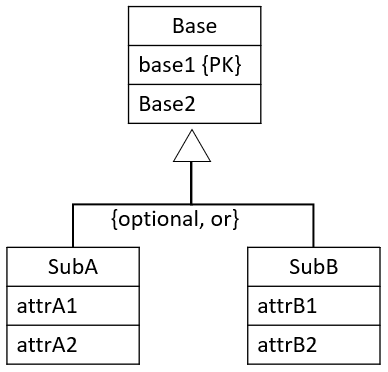 Base
base1 {PK}
Base2
{optional, or}
SubA
SubB
attrA1
attrB1
attrA2
attrB2